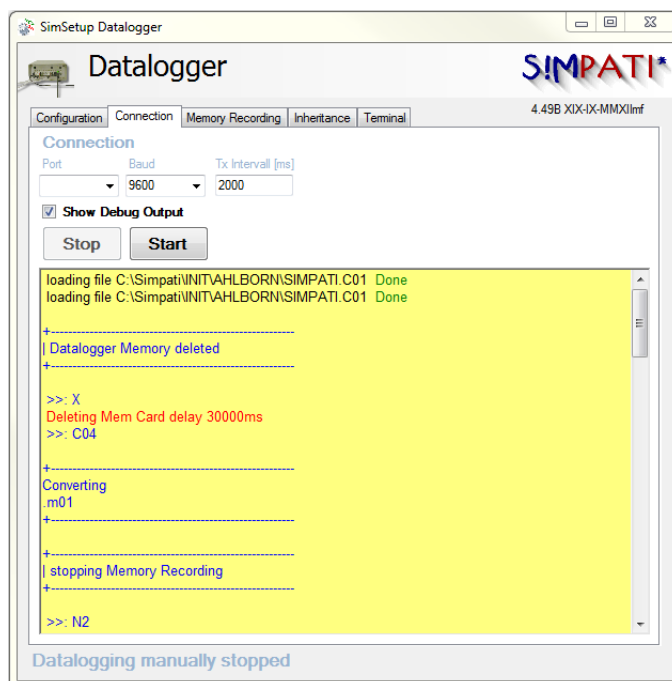 SimSetup Datalogger
Datalogger
S!MPATI*
4.49B XIX-IX-MMXIImf
Configuration Connection Memory Recording Inheritance Terminal
Connection
Port Baud Tx Intervall [ms]
9600 2000
Show Debug Output
Stop Start
loading file C:\Simpati\INIT\AHLBORN\SIMPATI.C01 Done
loading file C:\Simpati\INIT\AHLBORN\SIMPATI.C01 Done
+--------------------------------------------------------
| Datalogger Memory deleted
+--------------------------------------------------------
>>: X
Deleting Mem Card delay 30000ms
>>: C04
+--------------------------------------------------------
Converting
.m01
+--------------------------------------------------------
+--------------------------------------------------------
| stopping Memory Recording
+--------------------------------------------------------
>>: N2
Datalogging manually stopped